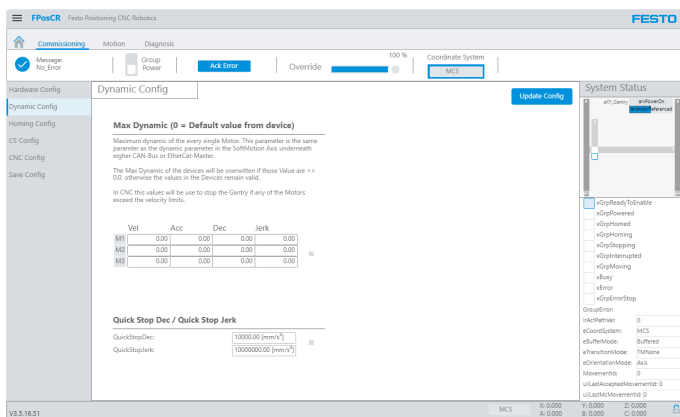 FPosCR Festo Positioning CNC Robotics
FESTO
Commissioning Motion Diagnosis
Message:
No_Error
Group
Power
Ack Error
Override
100 %
Coordinate System
MCS
Hardware Config
Dynamic Config
Homing Config
CS Config
CNC Config
Save Config
Dynamic Config
Update Config
Max Dynamic (0 = Default value from device)
Maximum dynamic of the every single Motor. This parameter is the same
paramter as the dynamic parameter in the SoftMotion Axis underneath
eigher CAN-Bus or EtherCat-Master.
The Max Dynamic of the devices will be overwitten if those Value are <>
0.0, otherwise the values in the Devices remain valid.
In CNC this values will be use to stop the Gantry if any of the Motors
exceed the velocity limits.
Vel Acc Dec Jerk
M1 0.00 0.00 0.00 0.00
M2 0.00 0.00 0.00 0.00
M3 0.00 0.00 0.00 0.00
Quick Stop Dec / Quick Stop Jerk
QuickStopDec: 10000.00 [mm/s²]
QuickStopJerk: 10000000.00 [mm/s³]
System Status
eXY_Gantry
xGrpReadyToEnable
xGrpPowered
xGrpHomed
xGrpHoming
xGrpStopping
xGrpInterrupted
xGrpMoving
xBusy
xError
xGrpErrorStop
GroupError:
rActPathVel: 0
eCoordSystem: MCS
eBufferMode: Buffered
eTransitionMode: TMNone
eOrientationMode: Axis
MovementId: 0
uiLastAcceptedMovementId: 0
uiLastMcMovementId: 0
V3.5.16.51
MCS
X: 0.000 Y: 0.000 Z: 0.000
A: 0.000 B: 0.000 C: 0.000